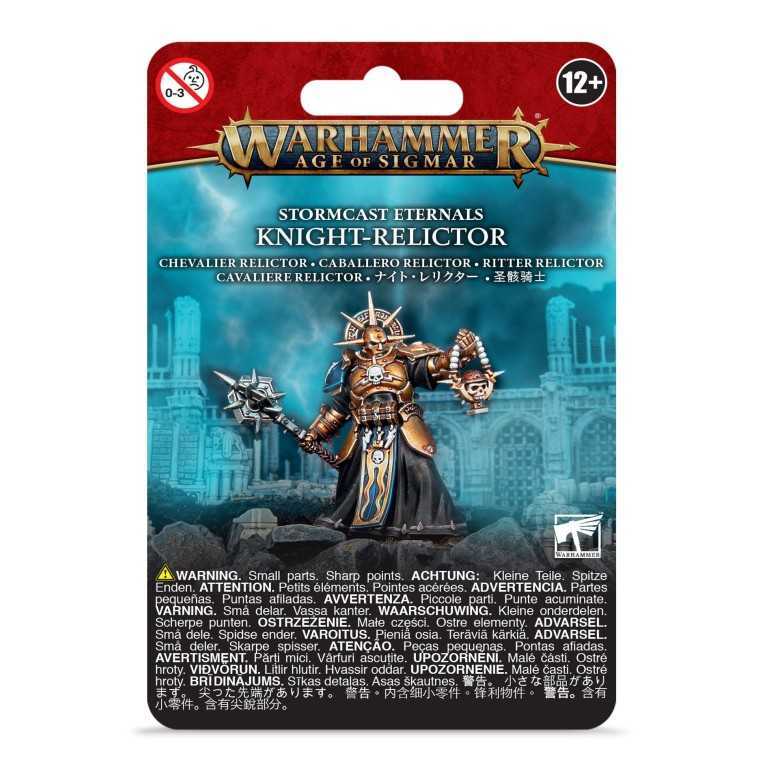 0-3
12+
WARHAMMER®
AGE OF SIGMAR
STORMCAST ETERNALS
KNIGHT-RELICTOR
CHEVALIER RELICTOR • CABALLERO RELICTOR • RITTER RELICTOR
CAVALIERE RELICTOR • ナイト・レリクター • 圣骸骑士
WARHAMMER
WARNING. Small parts. Sharp points. ACHTUNG: Kleine Teile. Spitze
Enden. ATTENTION. Petits éléments. Pointes acérées. ADVERTENCIA. Partes
pequeñas. Puntas afiladas. AVVERTENZA. Piccole parti. Punte acuminate.
VARNING. Små delar. Vassa kanter. WAARSCHUWING. Kleine onderdelen.
Scherpe punten. OSTRZEŻENIE. Małe części. Ostre elementy. ADVARSEL.
Små dele. Spidse ender. VAROITUS. Pieniä osia. Teräviä kärkiä. ADVARSEL.
Små deler. Skarpe spisser. ATENÇÃO. Peças pequenas. Pontas afiadas.
AVERTISMENT. Părți mici. Vârfuri ascuțite. UPOZORNENI. Malé části. Ostré
hroty. VIÐVÖRUN. Litlir hlutir. Hvassir oddar. UPOZORNENIE. Malé časti. Ostré
hroty. BRĪDINĀJUMS. Sīkas detaļas. Asas šķautnes. 警告。小さな部品があり
ます。尖った先端があります。警告。内含细小零件。锋利物件。警告。含有
小零件。含有尖銳部分。